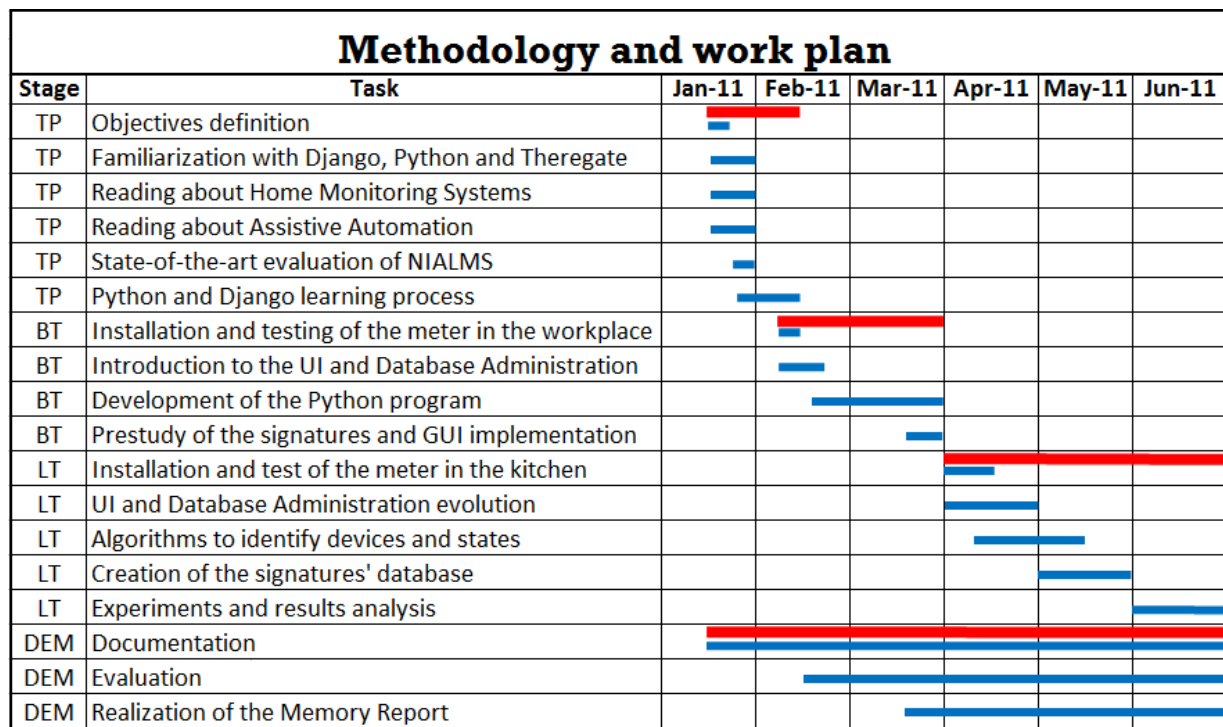 Methodology and work plan
Stage Task Jan-11 Feb-11 Mar-11 Apr-11 May-11 Jun-11
TP Objectives definition
TP Familiarization with Django, Python and Theregate
TP Reading about Home Monitoring Systems
TP Reading about Assistive Automation
TP State-of-the-art evaluation of NIALMS
TP Python and Django learning process
BT Installation and testing of the meter in the workplace
BT Introduction to the UI and Database Administration
BT Development of the Python program
BT Prestudy of the signatures and GUI implementation
LT Installation and test of the meter in the kitchen
LT UI and Database Administration evolution
LT Algorithms to identify devices and states
LT Creation of the signatures' database
LT Experiments and results analysis
DEM Documentation
DEM Evaluation
DEM Realization of the Memory Report